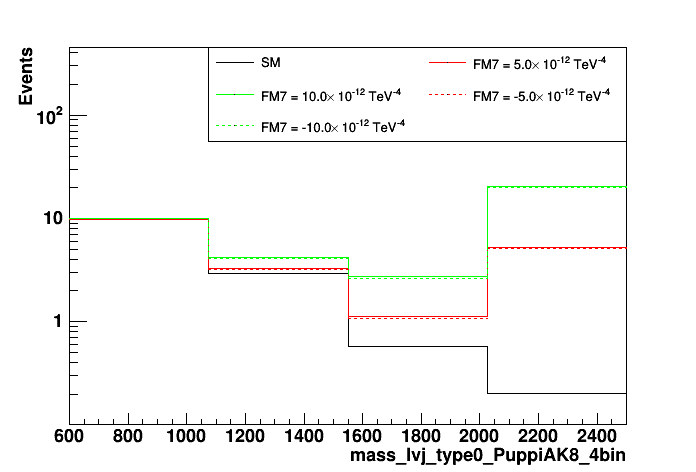 Events
SM
FM7 = 5.0× 10⁻¹² TeV⁻⁴
FM7 = 10.0× 10⁻¹² TeV⁻⁴
FM7 = -5.0× 10⁻¹² TeV⁻⁴
FM7 = -10.0× 10⁻¹² TeV⁻⁴
10²
10
1
600 800 1000 1200 1400 1600 1800 2000 2200 2400
mass_lvj_type0_PuppiAK8_4bin